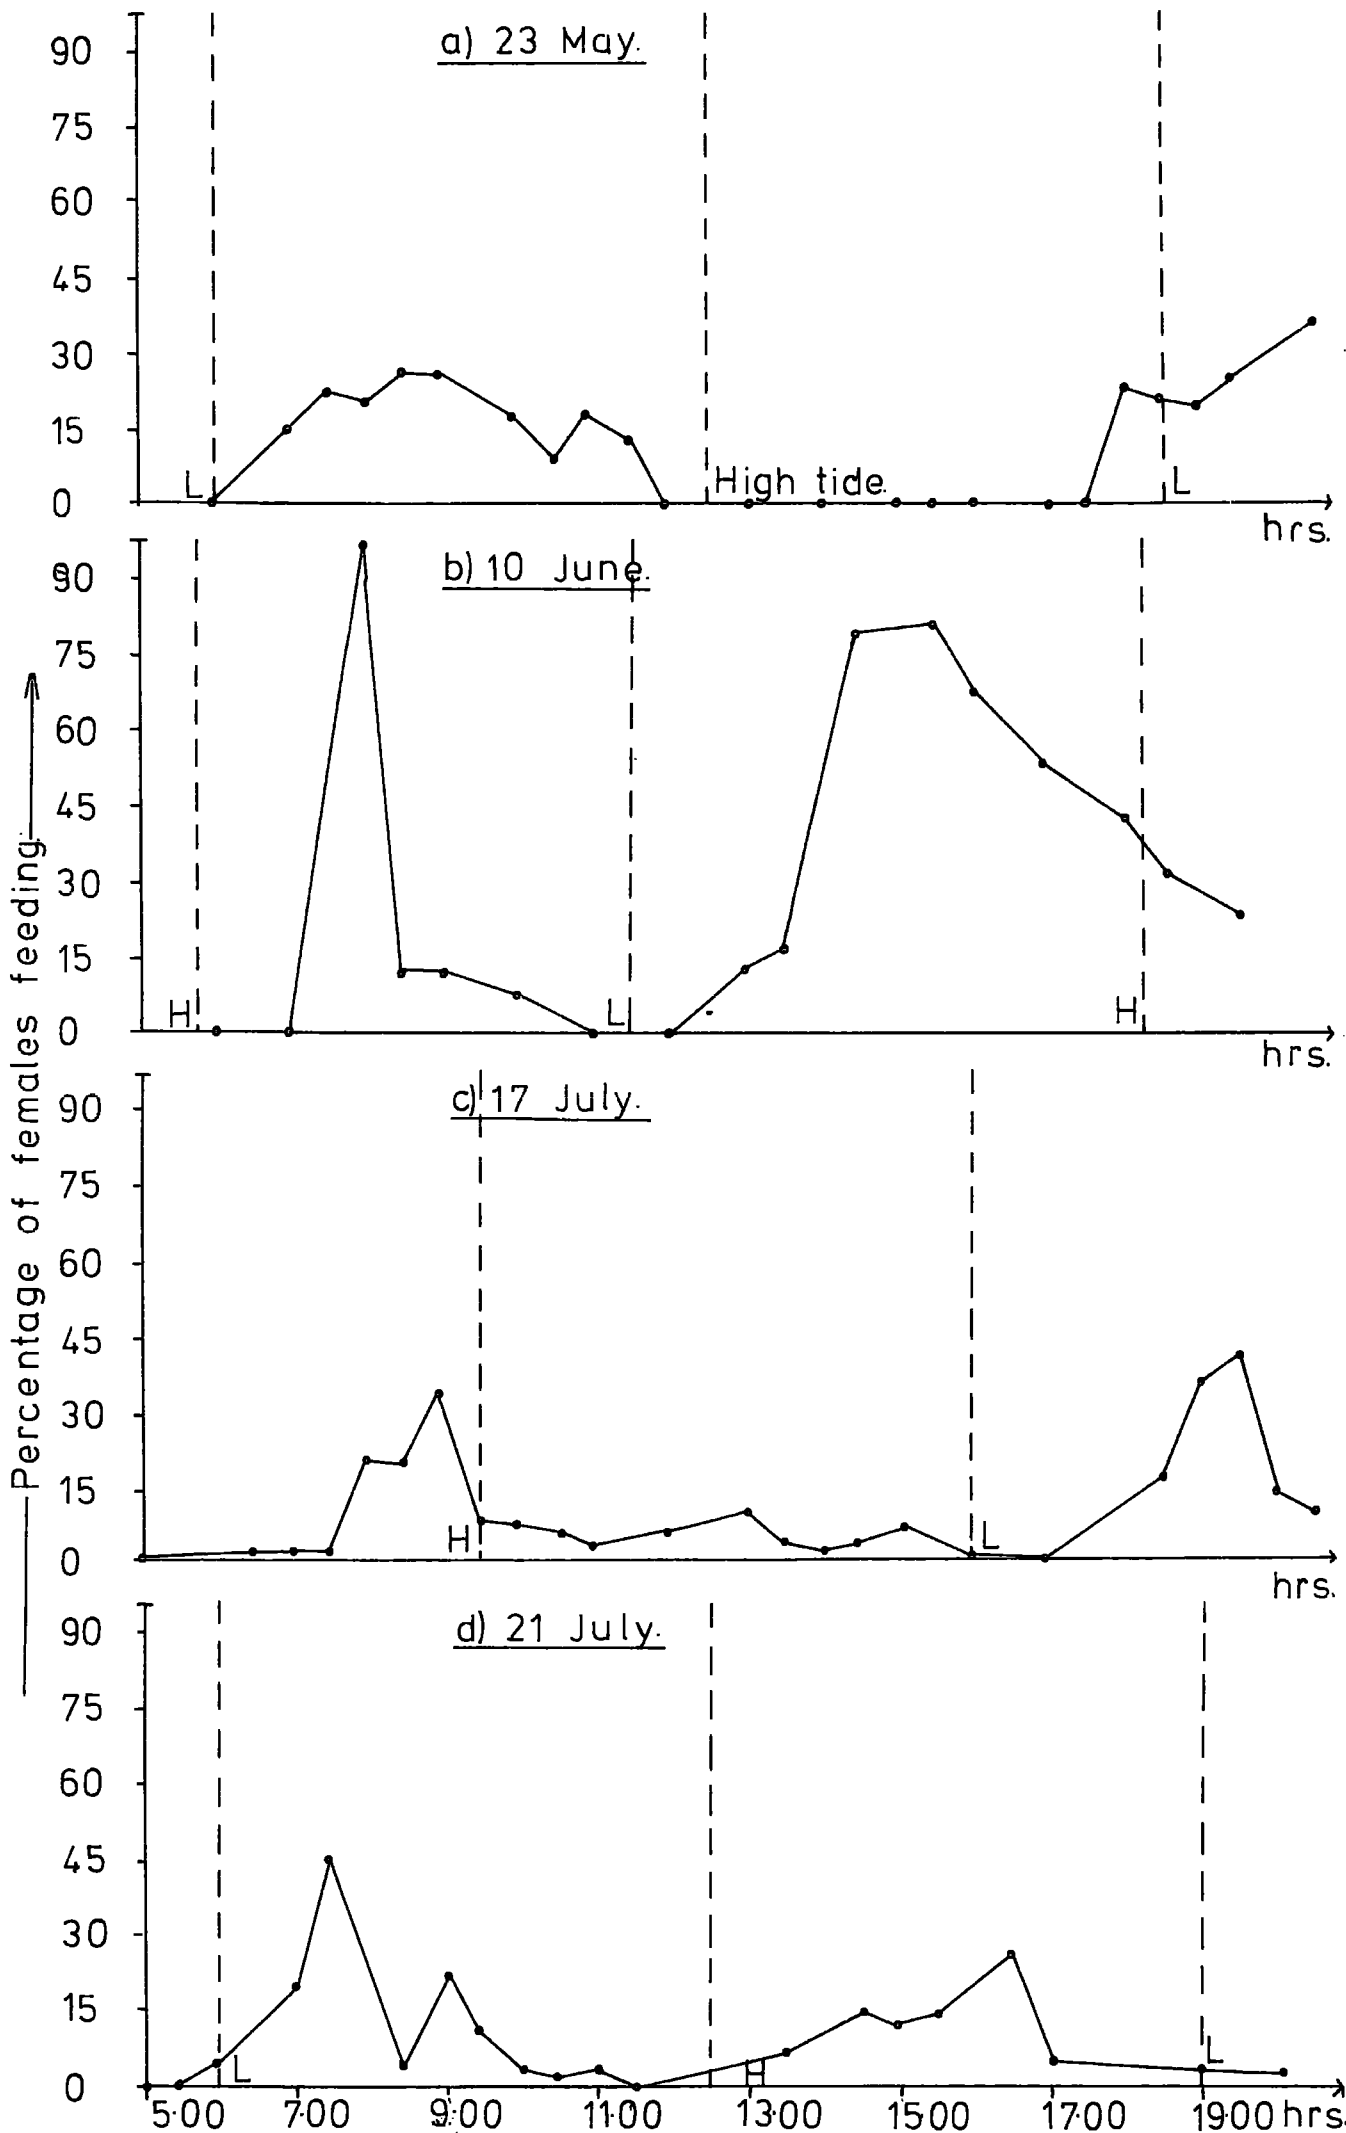 a) 23 May.
90
75
60
45
30
15
0
L
High tide.
L
hrs.
b) 10 June.
90
75
60
45
30
15
0
H
L
H
hrs.
c) 17 July.
90
75
60
45
30
15
0
H
L
hrs.
d) 21 July.
90
75
60
45
30
15
0
L
H
L
5:00 7:00 9:00 11:00 13:00 15:00 17:00 19:00 hrs.
Percentage of females feeding.